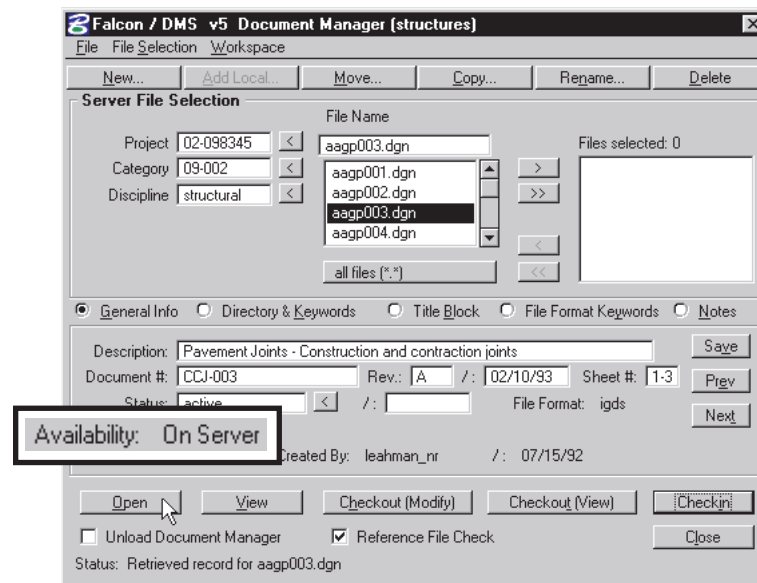 Falcon / DMS v5 Document Manager (structures)
File File Selection Workspace
New... Add Local... Move... Copy... Rename... Delete
Server File Selection
File Name
Project 02-098345 < aagp003.dgn Files selected: 0
Category 09-002 < aagp001.dgn >
Discipline structural < aagp002.dgn >>
aagp003.dgn
aagp004.dgn <
all files (*.*) <<
General Info Directory & Keywords Title Block File Format Keywords Notes
Description: Pavement Joints - Construction and contraction joints Save
Document #: CCJ-003 Rev.: A /: 02/10/93 Sheet #: 1-3 Prev
Status: active < /: File Format: igds Next
Availability: On Server
Created By: leahman_nr /: 07/15/92
Open View Checkout (Modify) Checkout (View) Checkin
Unload Document Manager Reference File Check Close
Status: Retrieved record for aagp003.dgn